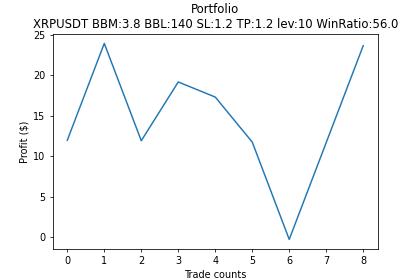 Portfolio
XRPUSDT BBM:3.8 BBL:140 SL:1.2 TP:1.2 lev:10 WinRatio:56.0
25
20
15
10
5
0
Profit ($)
0 1 2 3 4 5 6 7 8
Trade counts